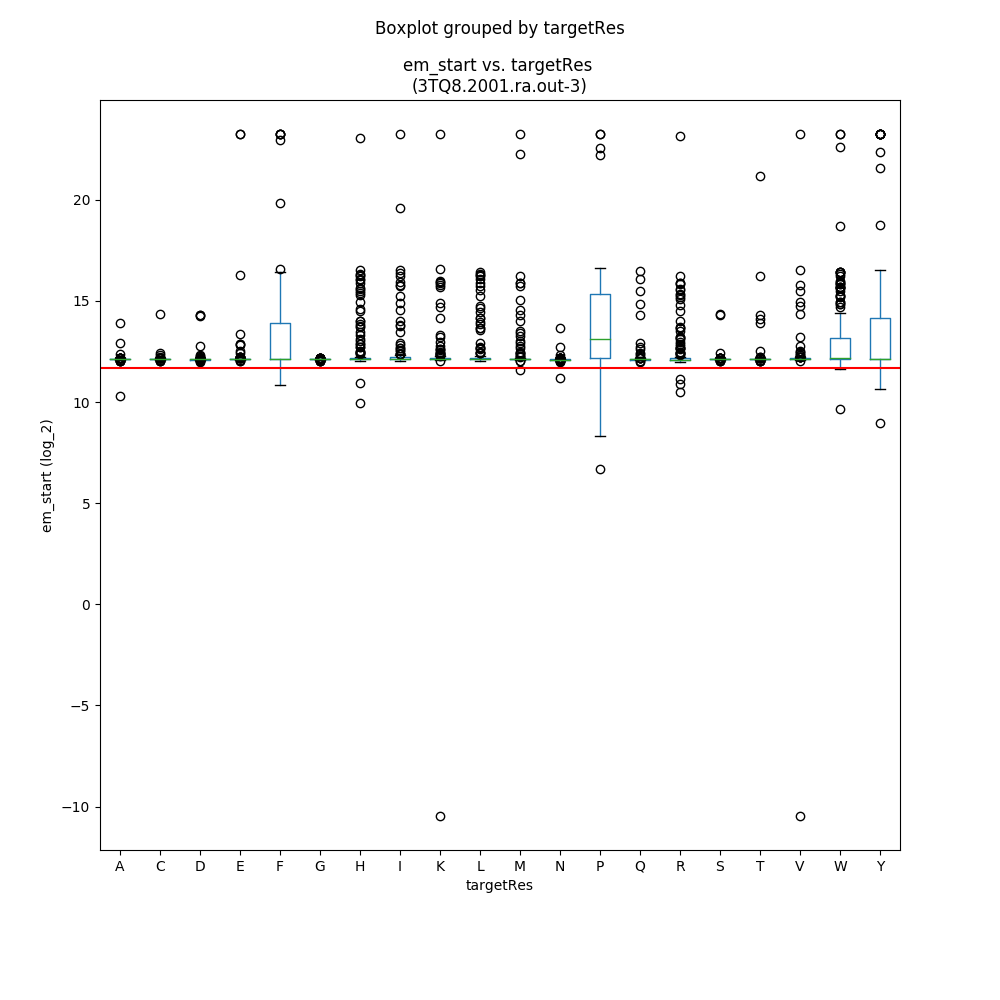 Boxplot grouped by targetRes
em_start vs. targetRes
(3TQ8.2001.ra.out-3)
em_start (log_2)
20
15
10
5
0
−5
−10
A C D E F G H I K L M N P Q R S T V W Y
targetRes